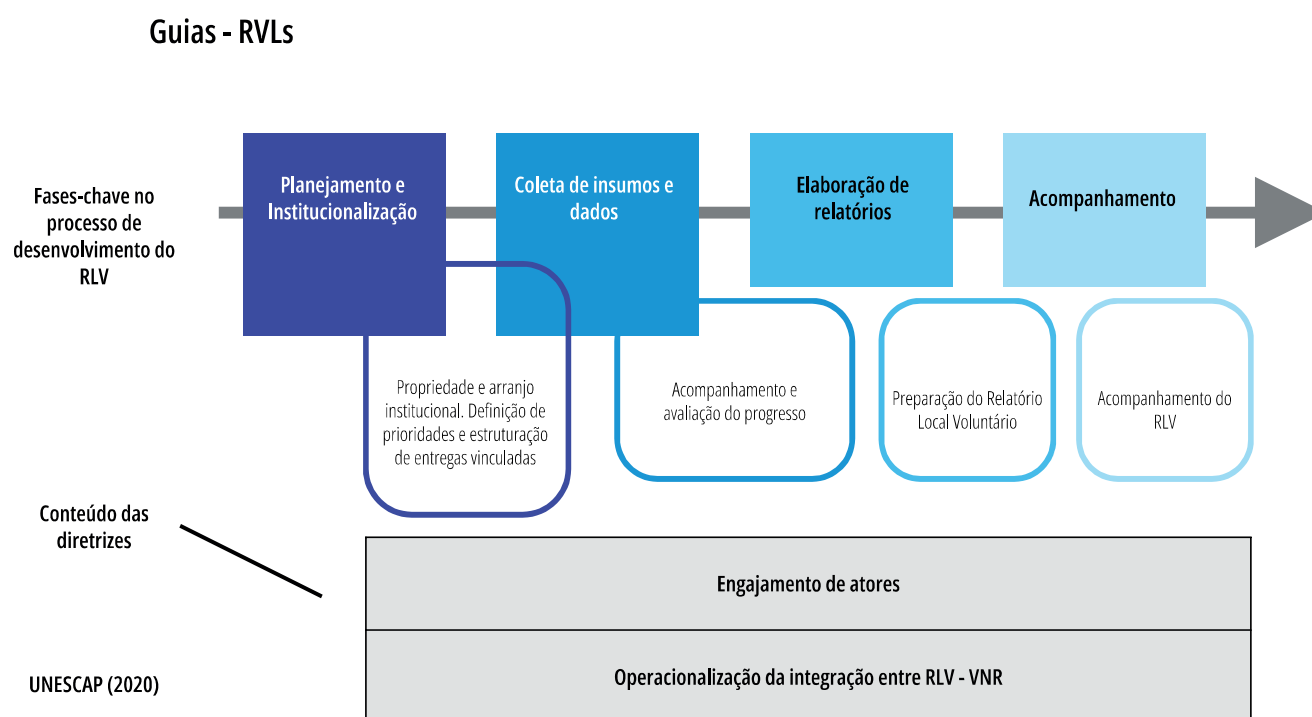 Guias - RVLs
Fases-chave no
processo de
desenvolvimento do
RLV
Planejamento e
Institucionalização
Coleta de insumos e
dados
Elaboração de
relatórios
Acompanhamento
Propriedade e arranjo
institucional. Definição de
prioridades e estruturação
de entregas vinculadas
Acompanhamento e
avaliação do progresso
Preparação do Relatório
Local Voluntário
Acompanhamento do
RLV
Conteúdo das
diretrizes
Engajamento de atores
Operacionalização da integração entre RLV - VNR
UNESCAP (2020)